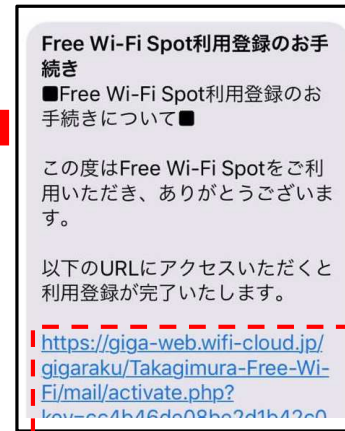 Free Wi-Fi Spot利用登録のお手
続き
■Free Wi-Fi Spot利用登録のお
手続きについて■
この度はFree Wi-Fi Spotをご利
用いただき、ありがとうございま
す。
以下のURLにアクセスいただくと
利用登録が完了いたします。
https://giga-web.wifi-cloud.jp/
gigaraku/Takagimura-Free-Wi-
Fi/mail/activate.php?